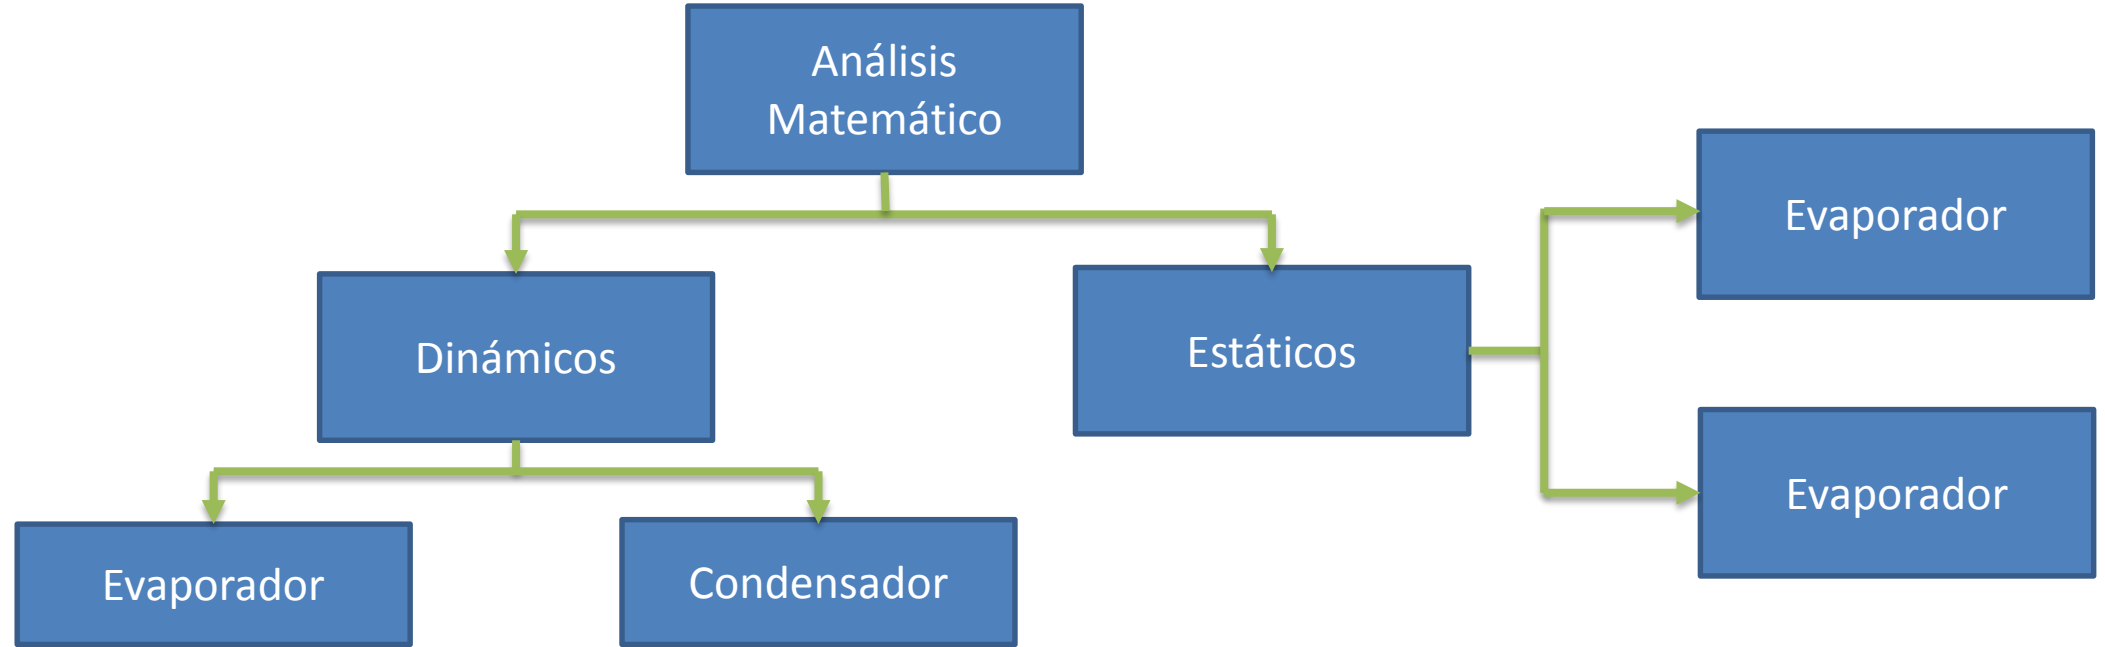 Análisis
Matemático
Dinámicos
Estáticos
Evaporador
Evaporador
Evaporador
Condensador